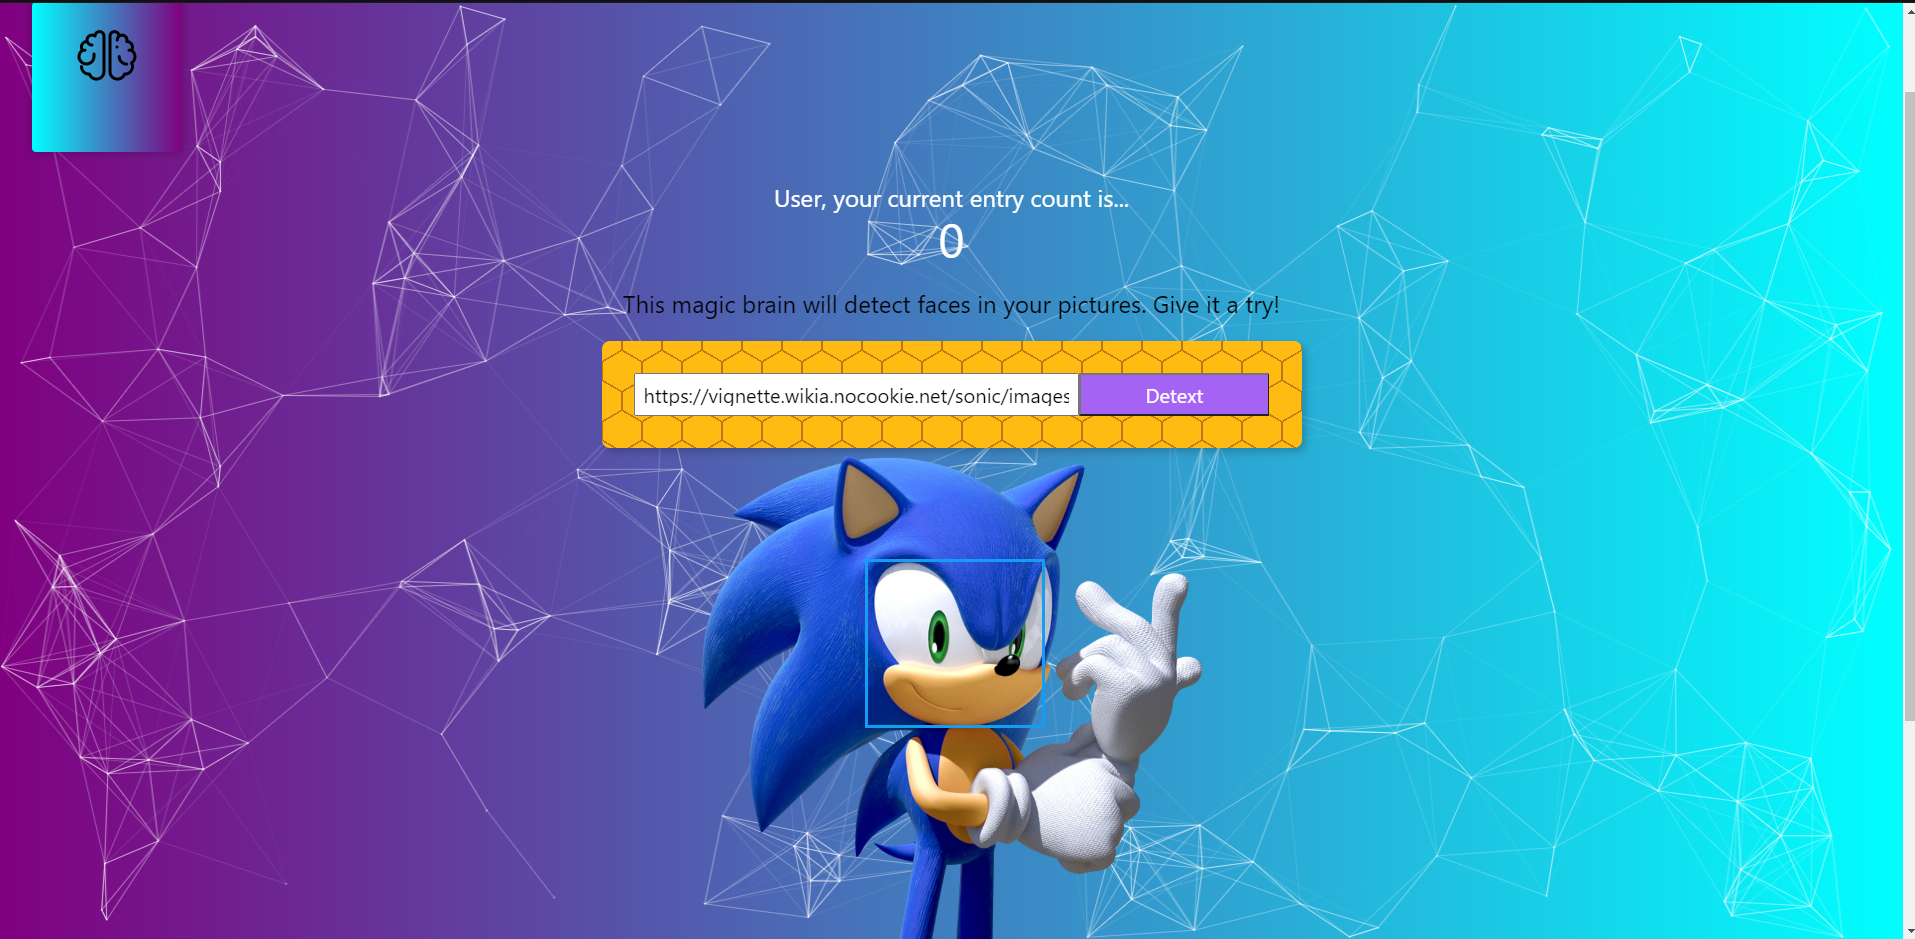 User, your current entry count is...
0
This magic brain will detect faces in your pictures. Give it a try!
https://vignette.wikia.nocookie.net/sonic/images
Detext